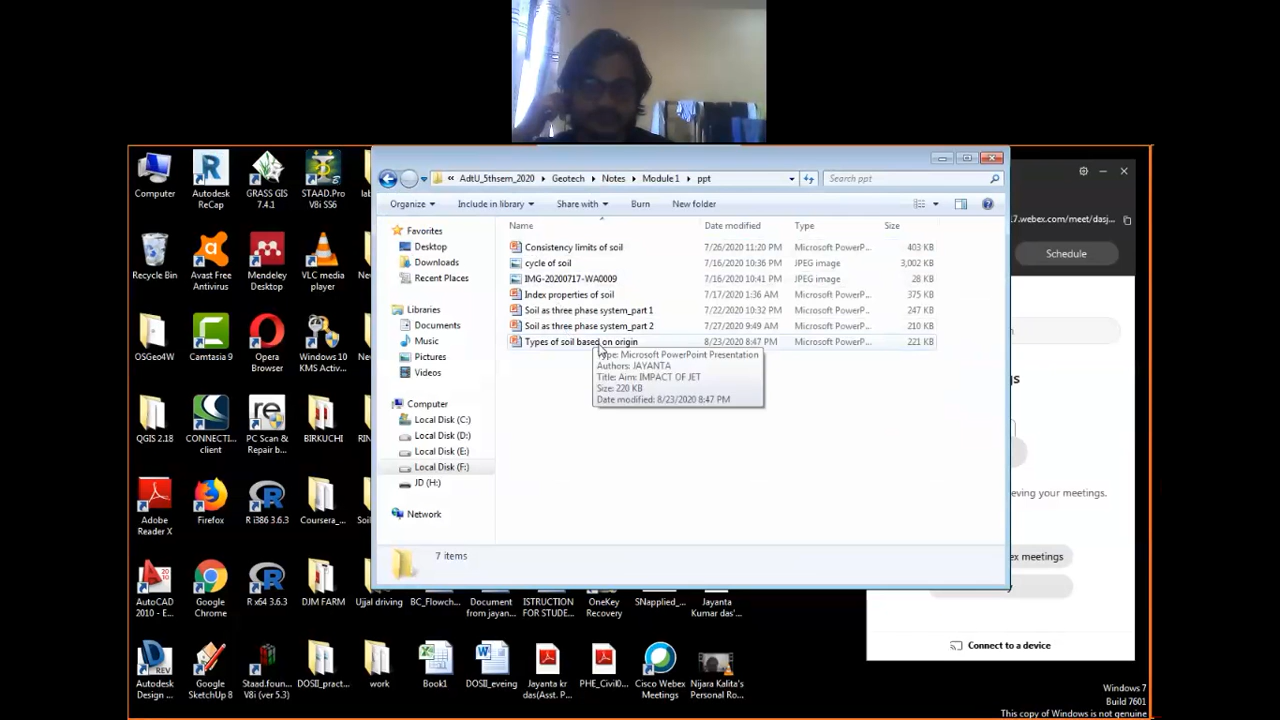 AdtU_5thsem_2020
Geotech
Notes
Module 1
ppt
Search ppt
Organize
Include in library
Share with
Burn
New folder
Favorites
Desktop
Downloads
Recent Places
Libraries
Documents
Music
Pictures
Videos
Computer
Local Disk (C:)
Local Disk (D:)
Local Disk (E:)
Local Disk (F:)
JD (H:)
Network
Name Date modified Type Size
Consistency limits of soil 7/26/2020 11:20 PM Microsoft PowerP... 403 KB
cycle of soil 7/16/2020 10:36 PM JPEG image 3,002 KB
IMG-20200717-WA0009 7/16/2020 10:41 PM JPEG image 28 KB
Index properties of soil 7/17/2020 1:36 AM Microsoft PowerP... 375 KB
Soil as three phase system_part 1 7/22/2020 10:32 PM Microsoft PowerP... 247 KB
Soil as three phase system_part 2 7/27/2020 9:49 AM Microsoft PowerP... 210 KB
Types of soil based on origin 8/23/2020 8:47 PM Microsoft PowerP... 221 KB
Type: Microsoft PowerPoint Presentation
Authors: JAYANTA
Title: Aim: IMPACT OF JET
Size: 220 KB
Date modified: 8/23/2020 8:47 PM
7 items
Computer
Autodesk
ReCap
GRASS GIS
7.4.1
STAAD.Pro
V8i SS6
Recycle Bin
Avast Free
Antivirus
Mendeley
Desktop
VLC media
player
OSGeo4W
Camtasia 9
Opera
Browser
Windows 10
KMS Activ...
QGIS 2.18
CONNECTI...
client
PC Scan &
Repair b...
BIRKUCHI
Adobe
Reader X
Firefox
R i386 3.6.3
Coursera_...
AutoCAD
2010 - E...
Google
Chrome
R x64 3.6.3
DJM FARM
Ujjal driving
BC_Flowch...
Document
from jayan...
ISTRUCTION
FOR STUDE...
OneKey
Recovery
SNapplied_...
Jayanta
Kumar das'...
Autodesk
Design ...
Google
SketchUp 8
Staad.foun...
V8i (ver 5.3)
DOSII_pract...
work
Book1
DOSII_eveing
Jayanta kr
das(Asst. P...
PHE_Civil0...
Cisco Webex
Meetings
Nijara Kalita's
Personal Ro...
17.webex.com/meet/dasj...
Schedule
eving your meetings.
ex meetings
Connect to a device
Windows 7
Build 7601
This copy of Windows is not genuine